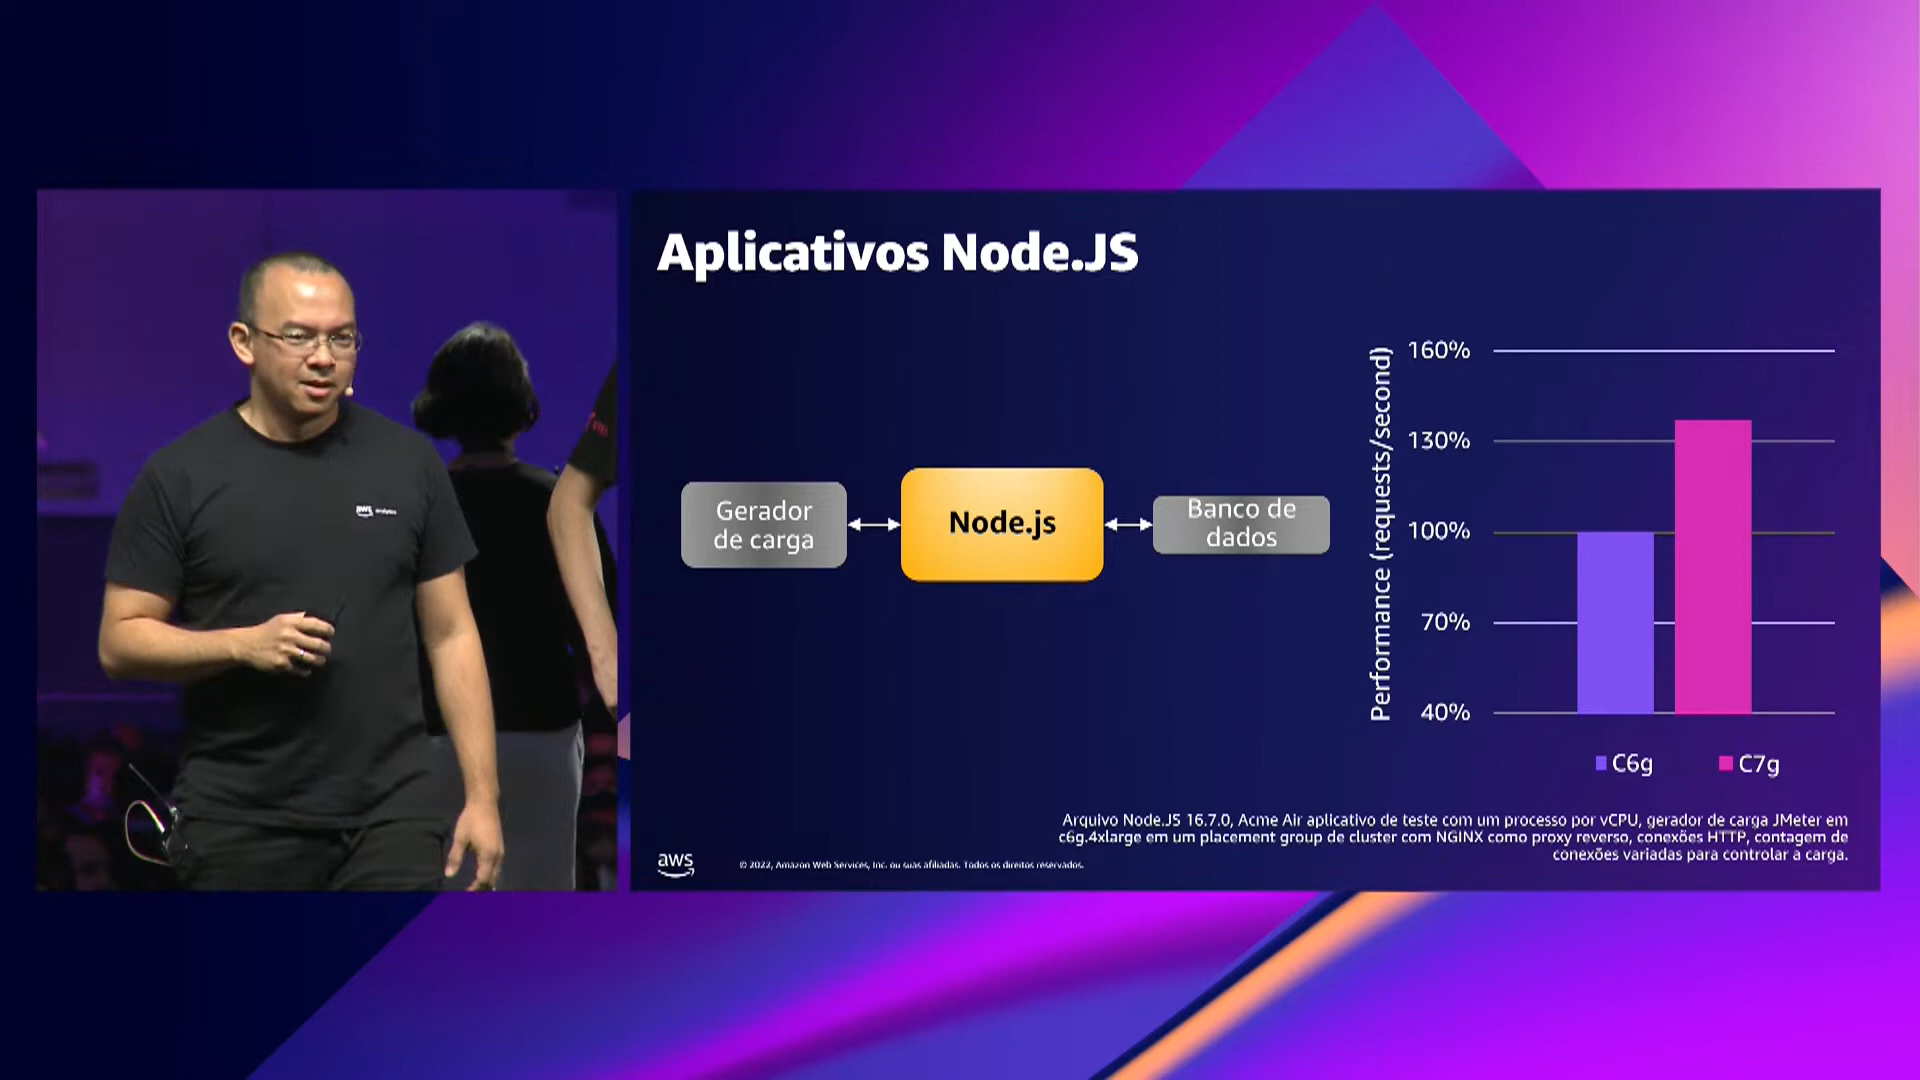 aws analytics
Aplicativos Node.JS
Gerador
de carga
Node.js
Banco de
dados
Performance (requests/second)
160%
130%
100%
70%
40%
C6g
C7g
Arquivo Node.JS 16.7.0, Acme Air aplicativo de teste com um processo por vCPU, gerador de carga JMeter em
c6g.4xlarge em um placement group de cluster com NGINX como proxy reverso, conexões HTTP, contagem de
conexões variadas para controlar a carga.
aws
© 2022, Amazon Web Services, Inc. ou suas afiliadas. Todos os direitos reservados.